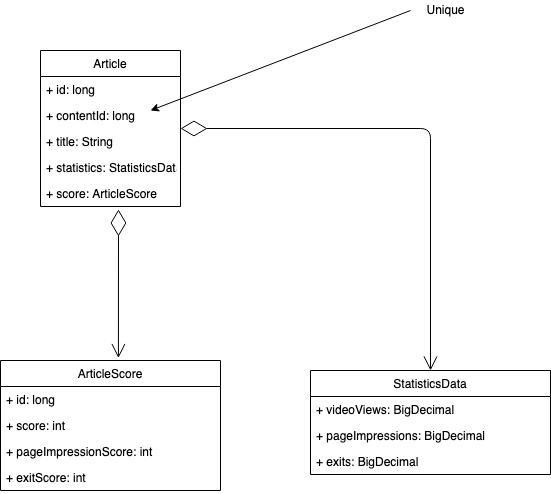 Unique
Article
+ id: long
+ contentId: long
+ title: String
+ statistics: StatisticsDat
+ score: ArticleScore
ArticleScore
+ id: long
+ score: int
+ pageImpressionScore: int
+ exitScore: int
StatisticsData
+ videoViews: BigDecimal
+ pageImpressions: BigDecimal
+ exits: BigDecimal